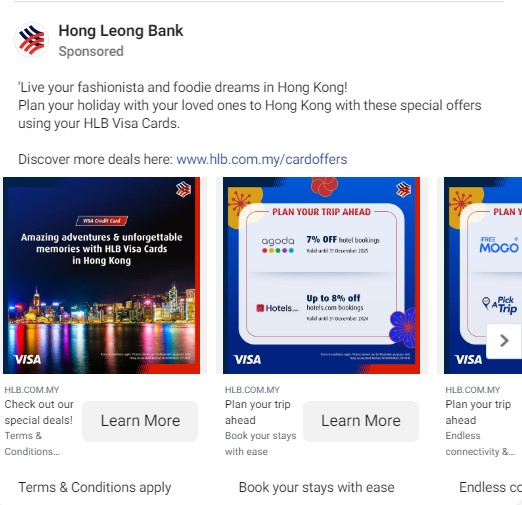 Hong Leong Bank
Sponsored
'Live your fashionista and foodie dreams in Hong Kong!
Plan your holiday with your loved ones to Hong Kong with these special offers
using your HLB Visa Cards.
Discover more deals here: www.hlb.com.my/cardoffers
VISA Credit Card
Amazing adventures & unforgettable
memories with HLB Visa Cards
in Hong Kong
VISA
PLAN YOUR TRIP AHEAD
agoda
7% OFF hotel bookings
Valid until 31 December 2025
Hotels...
Up to 8% off
hotels.com bookings
Valid until 31 December 2024
VISA
PLAN Y
iFREE
MOGO
A Pick
Trip
VISA
HLB.COM.MY
Check out our
special deals!
Terms &
Conditions...
Learn More
HLB.COM.MY
Plan your trip
ahead
Book your stays
with ease
Learn More
HLB.COM.MY
Plan your trip
ahead
Endless
connectivity &...
Terms & Conditions apply
Book your stays with ease
Endless co